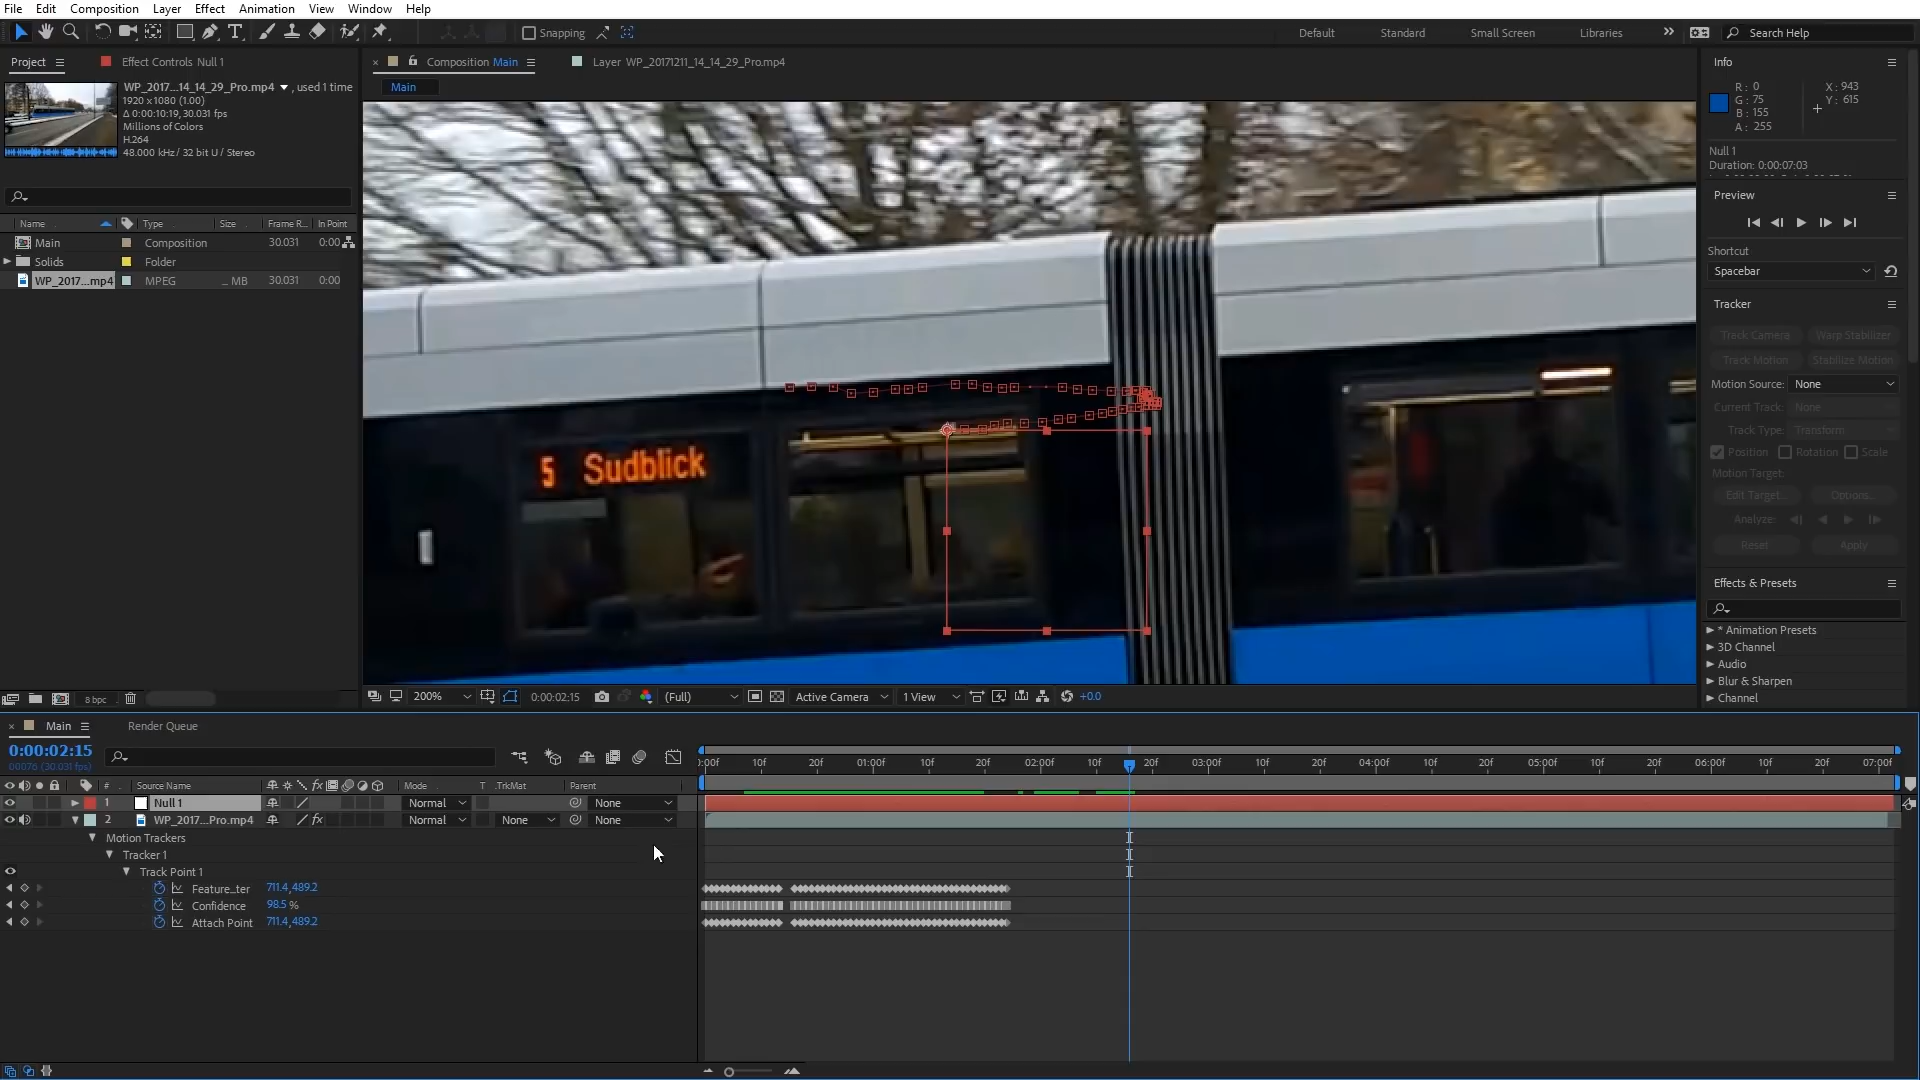 File Edit Composition Layer Effect Animation View Window Help
Snapping Default Standard Small Screen Libraries Search Help
Project Effect Controls Null 1
WP_2017...14_14_29_Pro.mp4 , used 1 time
1920 x 1080 (1.00)
Δ 0:00:10:19, 30.031 fps
Millions of Colors
H.264
48.000 kHz / 32 bit U / Stereo
Name Type Size Frame R... In Point
Main Composition 30.031 0:00
Solids Folder
WP_2017...mp4 MPEG ... MB 30.031 0:00
8 bpc
Composition Main Layer WP_20171211_14_14_29_Pro.mp4
Main
5 Sudblick
200% 0:00:02:15 (Full) Active Camera 1 View +0.0
Info
R : 0
G : 75
B : 155
A : 255
X : 943
Y : 615
Null 1
Duration: 0:00:07:03
Preview
Shortcut
Spacebar
Tracker
Track Camera Warp Stabilizer
Track Motion Stabilize Motion
Motion Source: None
Current Track: None
Track Type: Transform
Position Rotation Scale
Motion Target:
Edit Target... Options...
Analyze:
Reset Apply
Effects & Presets
* Animation Presets
3D Channel
Audio
Blur & Sharpen
Channel
Main Render Queue
0:00:02:15
00076 (30.031 fps)
# Source Name fx Mode T .TrkMat Parent
1 Null 1 Normal None
2 WP_2017...Pro.mp4 fx Normal None None
Motion Trackers
Tracker 1
Track Point 1
Feature...ter 711.4,489.2
Confidence 98.5 %
Attach Point 711.4,489.2
):00f 10f 20f 01:00f 10f 20f 02:00f 10f 20f 03:00f 10f 20f 04:00f 10f 20f 05:00f 10f 20f 06:00f 10f 20f 07:00f